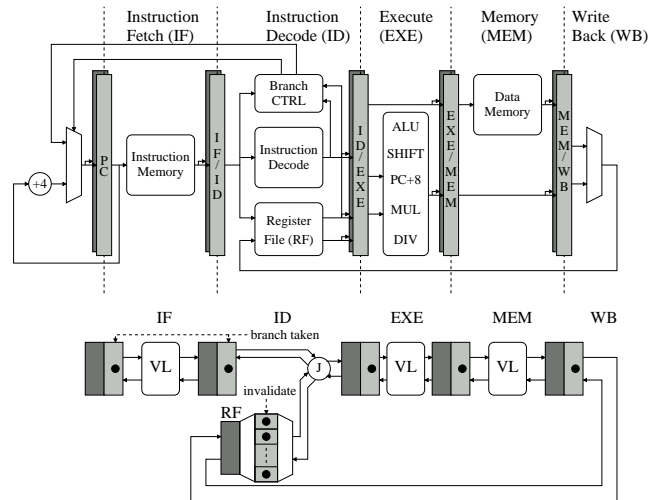 Instruction
Fetch (IF)
Instruction
Decode (ID)
Execute
(EXE)
Memory
(MEM)
Write
Back (WB)
+4
PC
Instruction
Memory
IF/ID
Branch
CTRL
Instruction
Decode
Register
File (RF)
ID/EXE
ALU
SHIFT
PC+8
MUL
DIV
EXE/MEM
Data
Memory
MEM/WB
IF
ID
EXE
MEM
WB
branch taken
VL
J
VL
VL
invalidate
RF